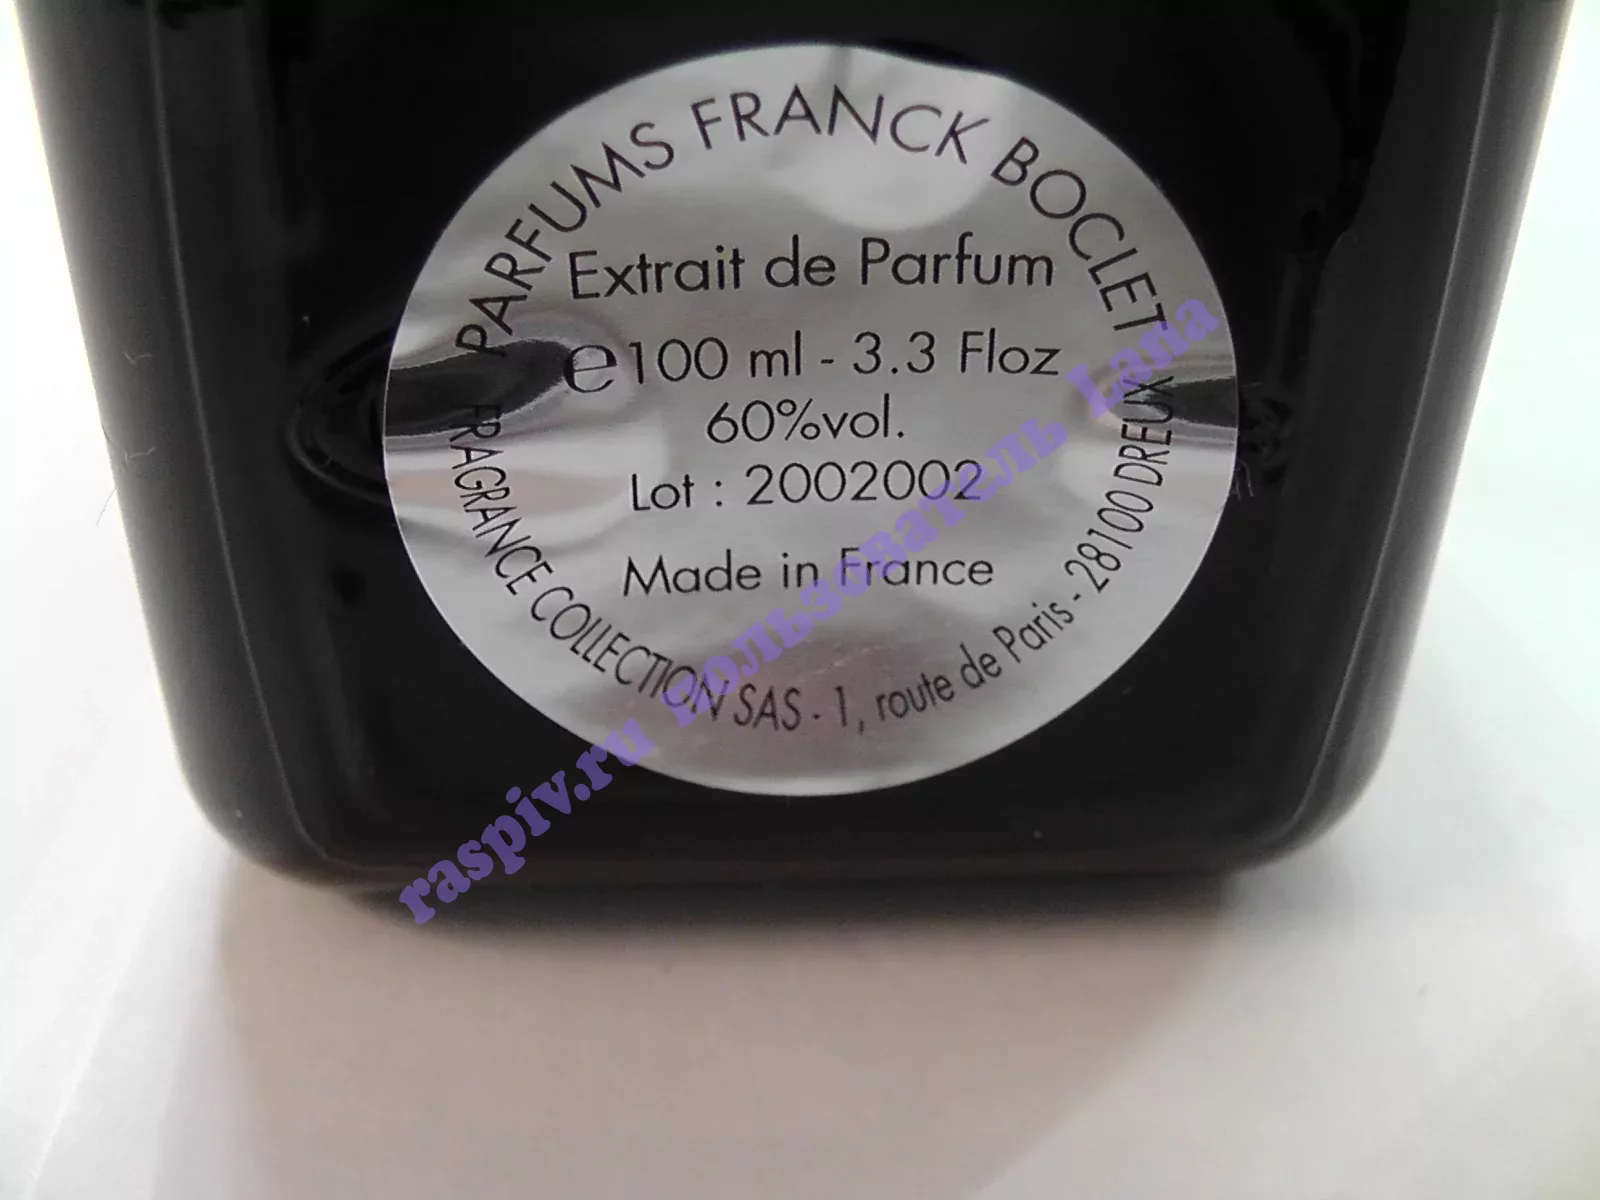 PARFUMS FRANCK BOCLET
Extrait de Parfum
℮100 ml - 3.3 Floz
60%vol.
Lot : 2002002
Made in France
FRAGRANCE COLLECTION SAS - 1, route de Paris - 28100 DREUX
raspiv.ru пользователь Lana